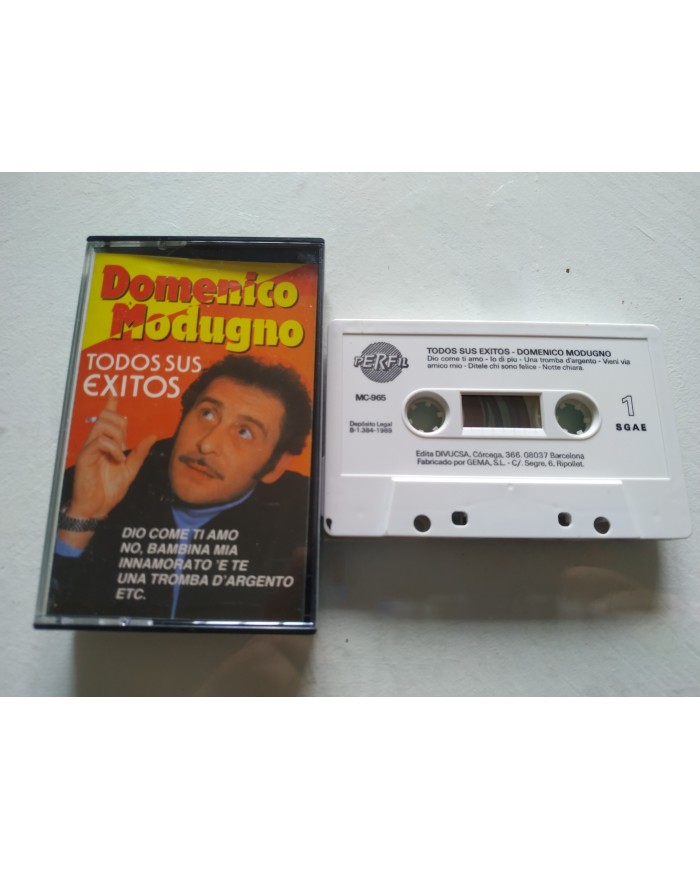 Domenico
Modugno
TODOS SUS
EXITOS
DIO COME TI AMO
NO, BAMBINA MIA
INNAMORATO 'E TE
UNA TROMBA D'ARGENTO
ETC.
PERFIL
TODOS SUS EXITOS - DOMENICO MODUGNO
Dio come ti amo - Io di piu - Una tromba d'argento - Vieni via
amico mio - Ditele chi sono felice - Notte chiara.
MC-965
1
SGAE
Depósito Legal
B-1.384-1989
Edita DIVUCSA, Córcega, 366. 08037 Barcelona
Fabricado por GEMA, S.L. - C/. Segre, 6, Ripollet.